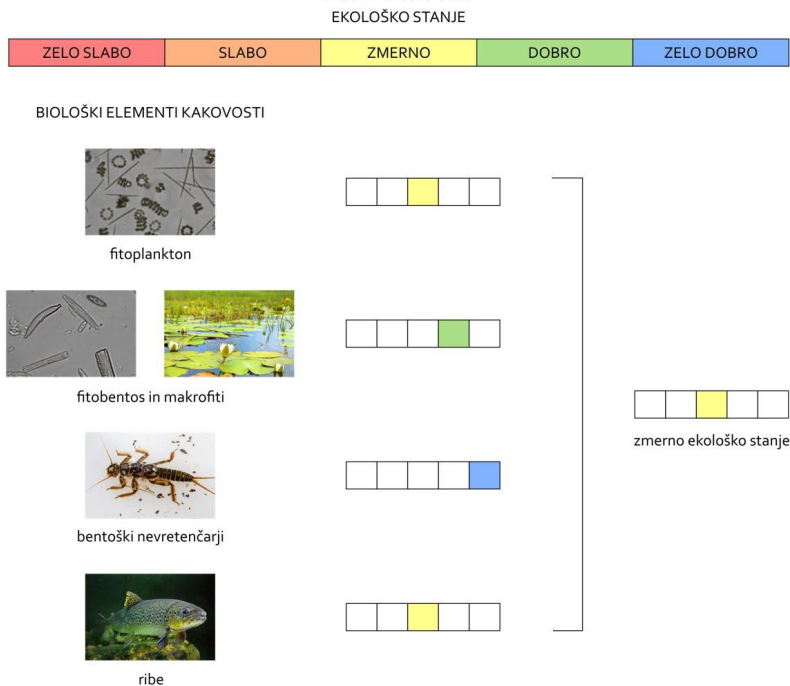 EKOLOŠKO STANJE
ZELO SLABO
SLABO
ZMERNO
DOBRO
ZELO DOBRO
BIOLOŠKI ELEMENTI KAKOVOSTI
fitoplankton
fitobentos in makrofiti
zmerno ekološko stanje
bentoški nevretenčarji
ribe